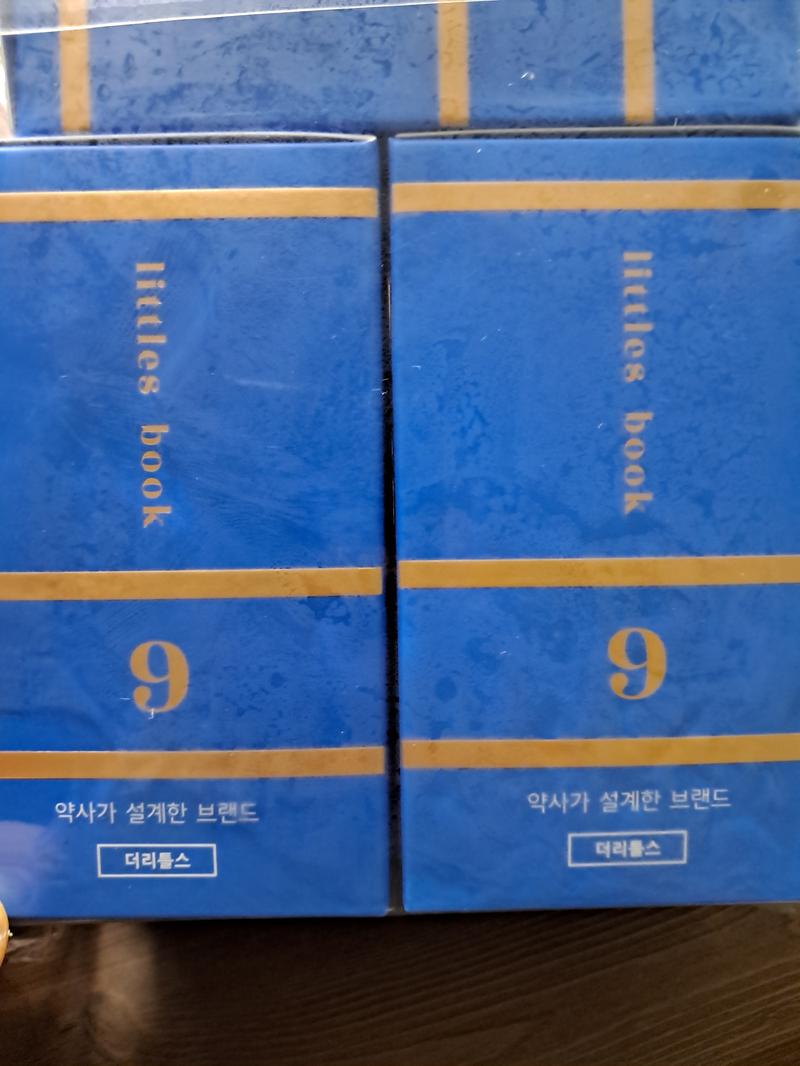 littles book
9
약사가 설계한 브랜드
더리틀스
littles book
9
약사가 설계한 브랜드
더리틀스